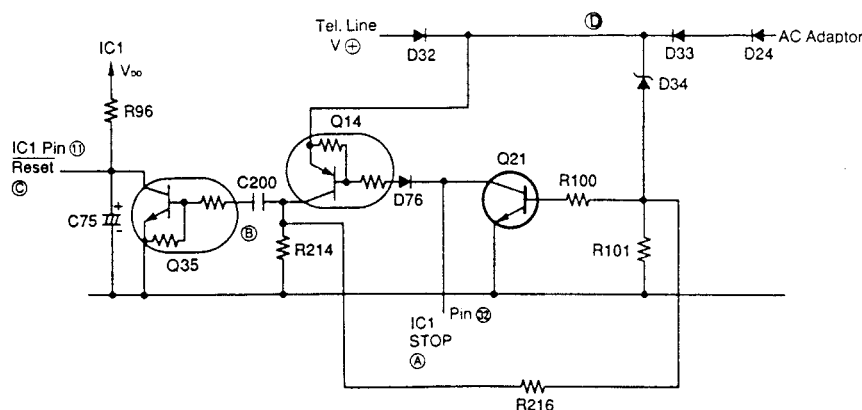 Tel. Line
V ⊕
D32
Ⓓ
D33
D24
AC Adaptor
IC1
VDD
R96
D34
Q14
IC1 Pin ⑪
Reset
Ⓒ
Q21
C200
D76
R100
C75
+
-
Q35
Ⓑ
R214
R101
IC1
STOP
Ⓐ
Pin ㉜
R216